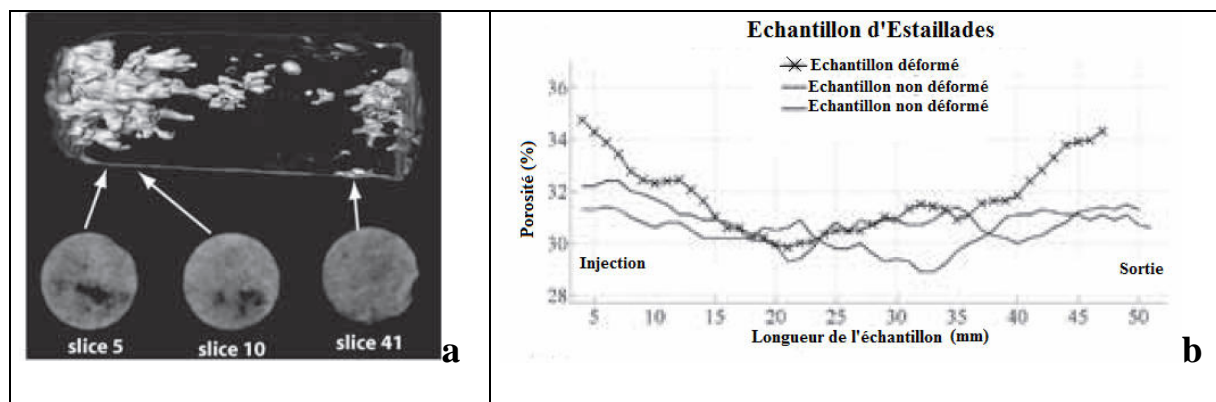 slice 5
slice 10
slice 41
a
Echantillon d'Estaillades
Echantillon déformé
Echantillon non déformé
Echantillon non déformé
Porosité (%)
36
34
32
30
28
Injection
Sortie
5 10 15 20 25 30 35 40 45 50
Longueur de l'échantillon (mm)
b